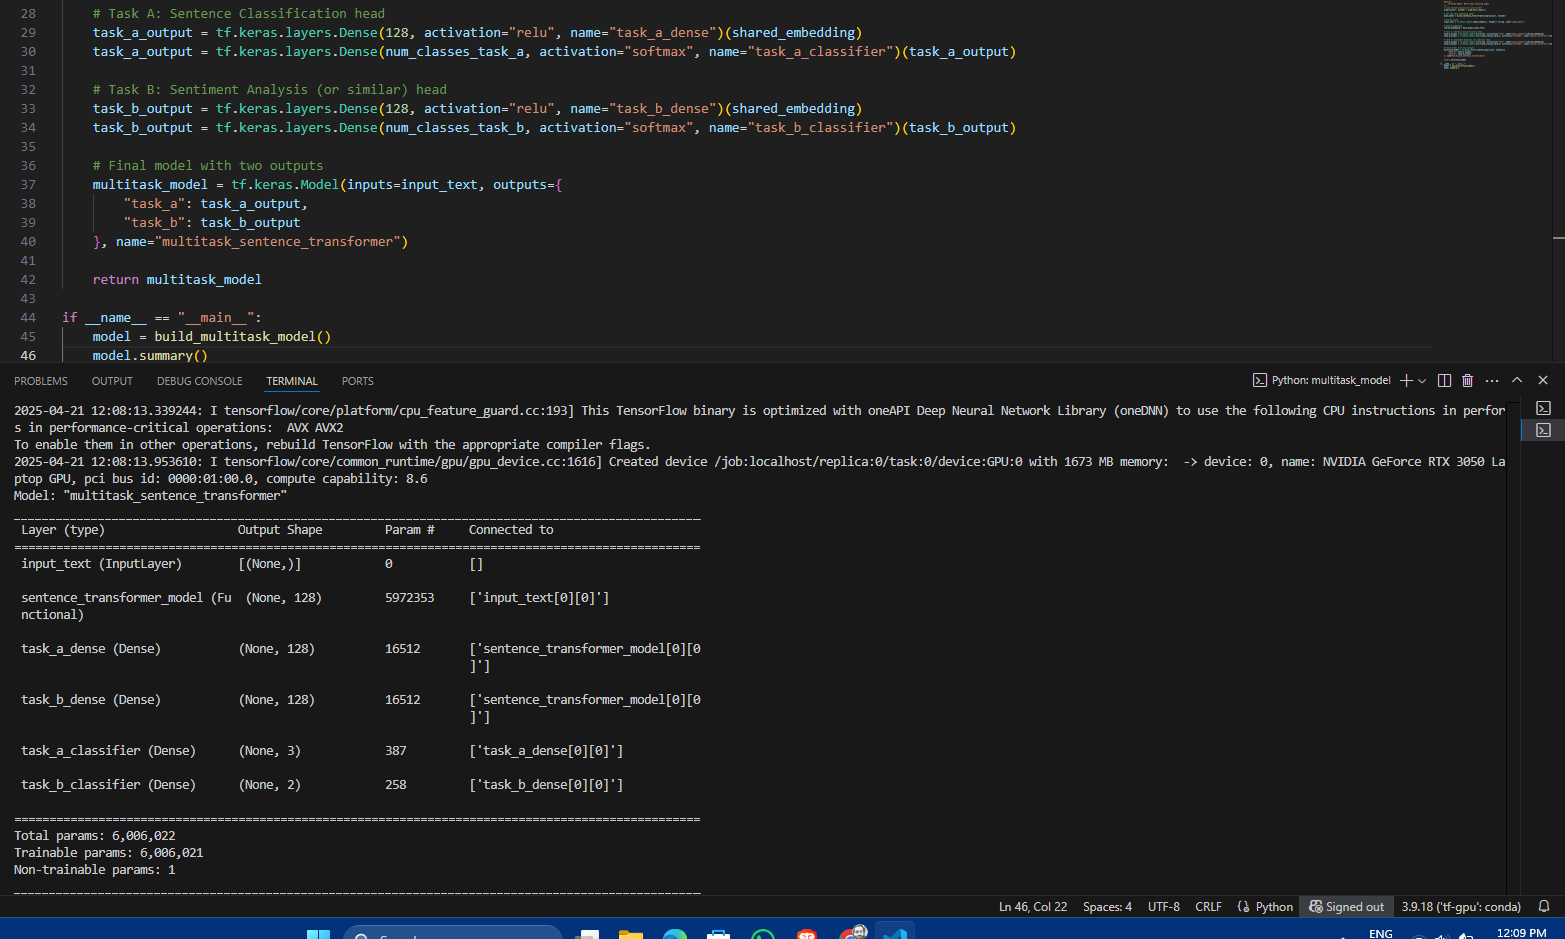 28 # Task A: Sentence Classification head
29 task_a_output = tf.keras.layers.Dense(128, activation="relu", name="task_a_dense")(shared_embedding)
30 task_a_output = tf.keras.layers.Dense(num_classes_task_a, activation="softmax", name="task_a_classifier")(task_a_output)
31
32 # Task B: Sentiment Analysis (or similar) head
33 task_b_output = tf.keras.layers.Dense(128, activation="relu", name="task_b_dense")(shared_embedding)
34 task_b_output = tf.keras.layers.Dense(num_classes_task_b, activation="softmax", name="task_b_classifier")(task_b_output)
35
36 # Final model with two outputs
37 multitask_model = tf.keras.Model(inputs=input_text, outputs={
38 "task_a": task_a_output,
39 "task_b": task_b_output
40 }, name="multitask_sentence_transformer")
41
42 return multitask_model
43
44 if __name__ == "__main__":
45 model = build_multitask_model()
46 model.summary()
PROBLEMS OUTPUT DEBUG CONSOLE TERMINAL PORTS Python: multitask_model
2025-04-21 12:08:13.339244: I tensorflow/core/platform/cpu_feature_guard.cc:193] This TensorFlow binary is optimized with oneAPI Deep Neural Network Library (oneDNN) to use the following CPU instructions in perfor
s in performance-critical operations:  AVX AVX2
To enable them in other operations, rebuild TensorFlow with the appropriate compiler flags.
2025-04-21 12:08:13.953610: I tensorflow/core/common_runtime/gpu/gpu_device.cc:1616] Created device /job:localhost/replica:0/task:0/device:GPU:0 with 1673 MB memory:  -> device: 0, name: NVIDIA GeForce RTX 3050 La
ptop GPU, pci bus id: 0000:01:00.0, compute capability: 8.6
Model: "multitask_sentence_transformer"
Layer (type) Output Shape Param # Connected to
input_text (InputLayer) [(None,)] 0 []
sentence_transformer_model (Fu (None, 128) 5972353 ['input_text[0][0]']
nctional)
task_a_dense (Dense) (None, 128) 16512 ['sentence_transformer_model[0][0
]']
task_b_dense (Dense) (None, 128) 16512 ['sentence_transformer_model[0][0
]']
task_a_classifier (Dense) (None, 3) 387 ['task_a_dense[0][0]']
task_b_classifier (Dense) (None, 2) 258 ['task_b_dense[0][0]']
Total params: 6,006,022
Trainable params: 6,006,021
Non-trainable params: 1
Ln 46, Col 22 Spaces: 4 UTF-8 CRLF Python Signed out 3.9.18 ('tf-gpu': conda)
ENG 12:09 PM